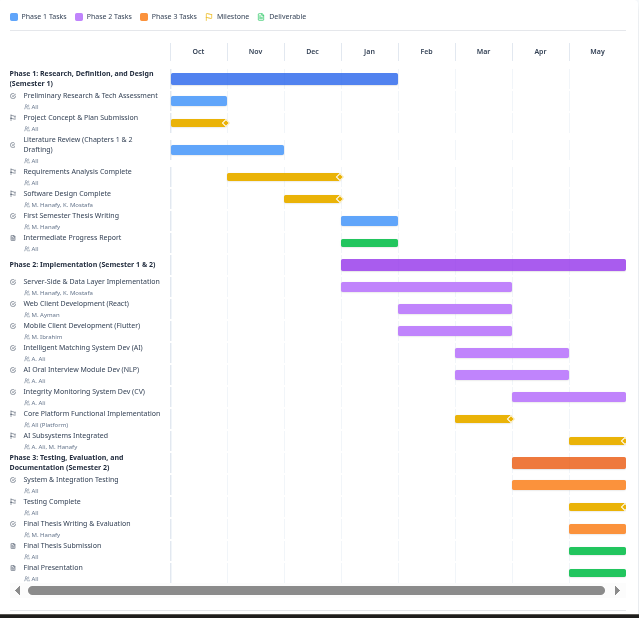 Phase 1 Tasks Phase 2 Tasks Phase 3 Tasks Milestone Deliverable
Oct Nov Dec Jan Feb Mar Apr May
Phase 1: Research, Definition, and Design
(Semester 1)
Preliminary Research & Tech Assessment
All
Project Concept & Plan Submission
All
Literature Review (Chapters 1 & 2
Drafting)
All
Requirements Analysis Complete
All
Software Design Complete
M. Hanafy, K. Mostafa
First Semester Thesis Writing
M. Hanafy
Intermediate Progress Report
All
Phase 2: Implementation (Semester 1 & 2)
Server-Side & Data Layer Implementation
M. Hanafy, K. Mostafa
Web Client Development (React)
M. Ayman
Mobile Client Development (Flutter)
M. Ibrahim
Intelligent Matching System Dev (AI)
A. Ali
AI Oral Interview Module Dev (NLP)
A. Ali
Integrity Monitoring System Dev (CV)
A. Ali
Core Platform Functional Implementation
All (Platform)
AI Subsystems Integrated
A. Ali, M. Hanafy
Phase 3: Testing, Evaluation, and
Documentation (Semester 2)
System & Integration Testing
All
Testing Complete
All
Final Thesis Writing & Evaluation
M. Hanafy
Final Thesis Submission
All
Final Presentation
All